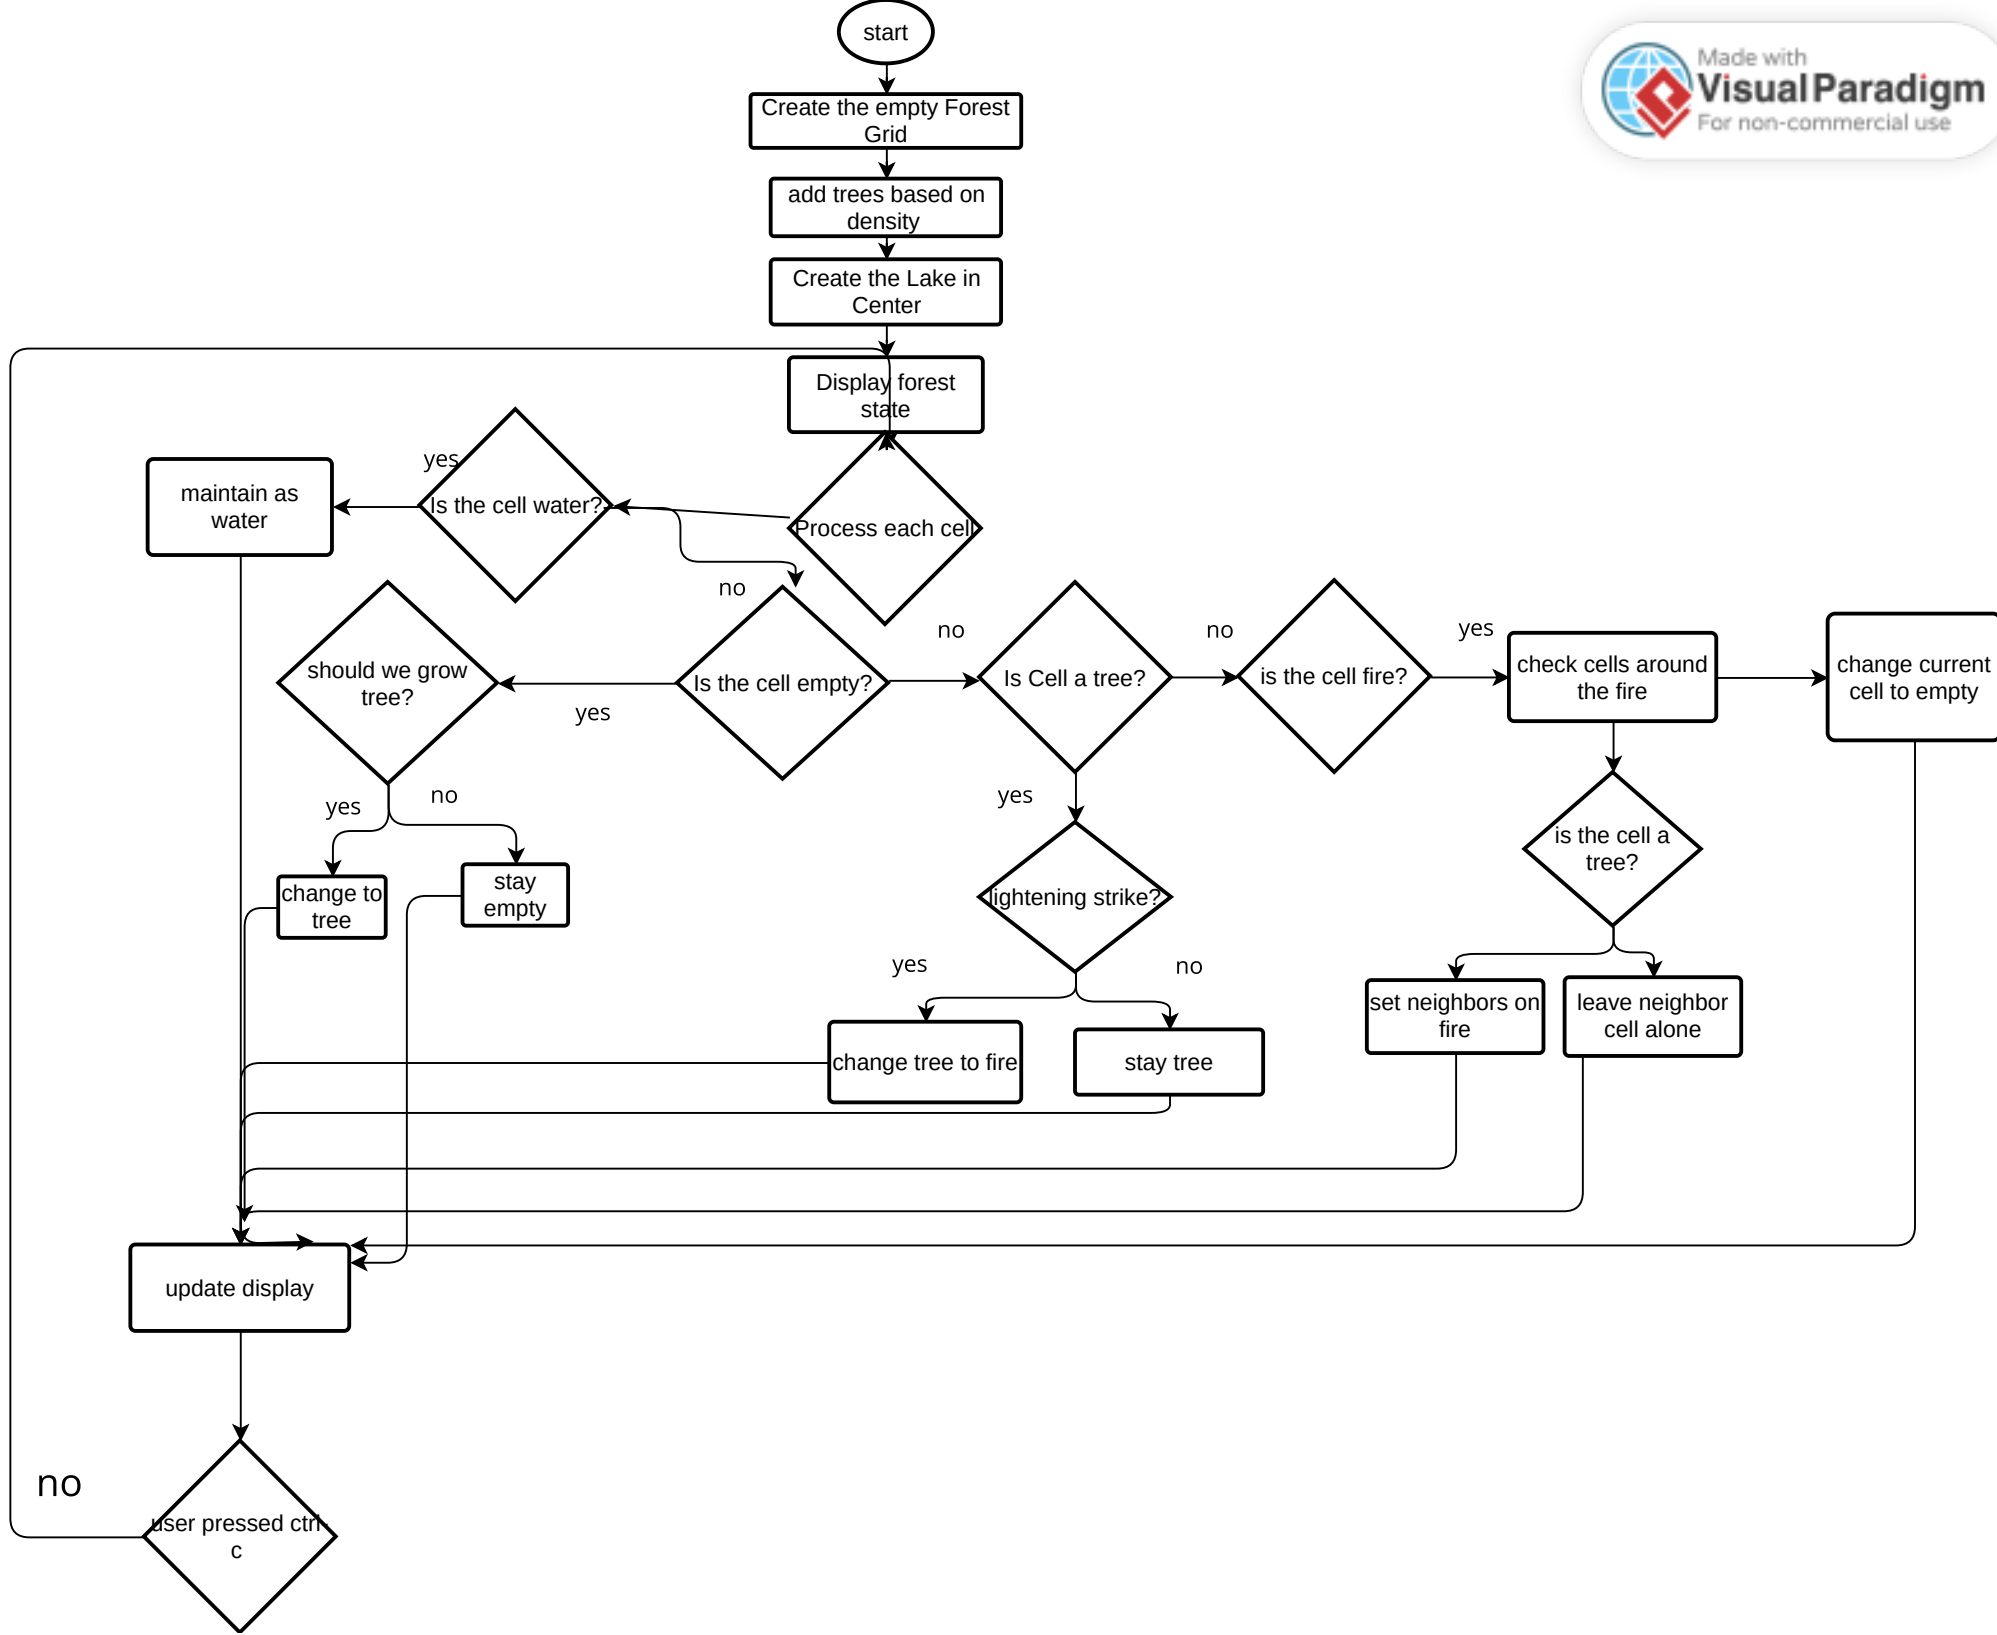 start
Made with
Visual Paradigm
For non-commercial use
Create the empty Forest
Grid
add trees based on
density
Create the Lake in
Center
Display forest
state
yes
maintain as
water
Is the cell water?
Process each cell
no
no
no
yes
should we grow
tree?
Is the cell empty?
Is Cell a tree?
is the cell fire?
check cells around
the fire
change current
cell to empty
yes
yes
no
yes
is the cell a
tree?
change to
tree
stay
empty
lightening strike?
yes
no
set neighbors on
fire
leave neighbor
cell alone
change tree to fire
stay tree
update display
no
user pressed ctrl-
c